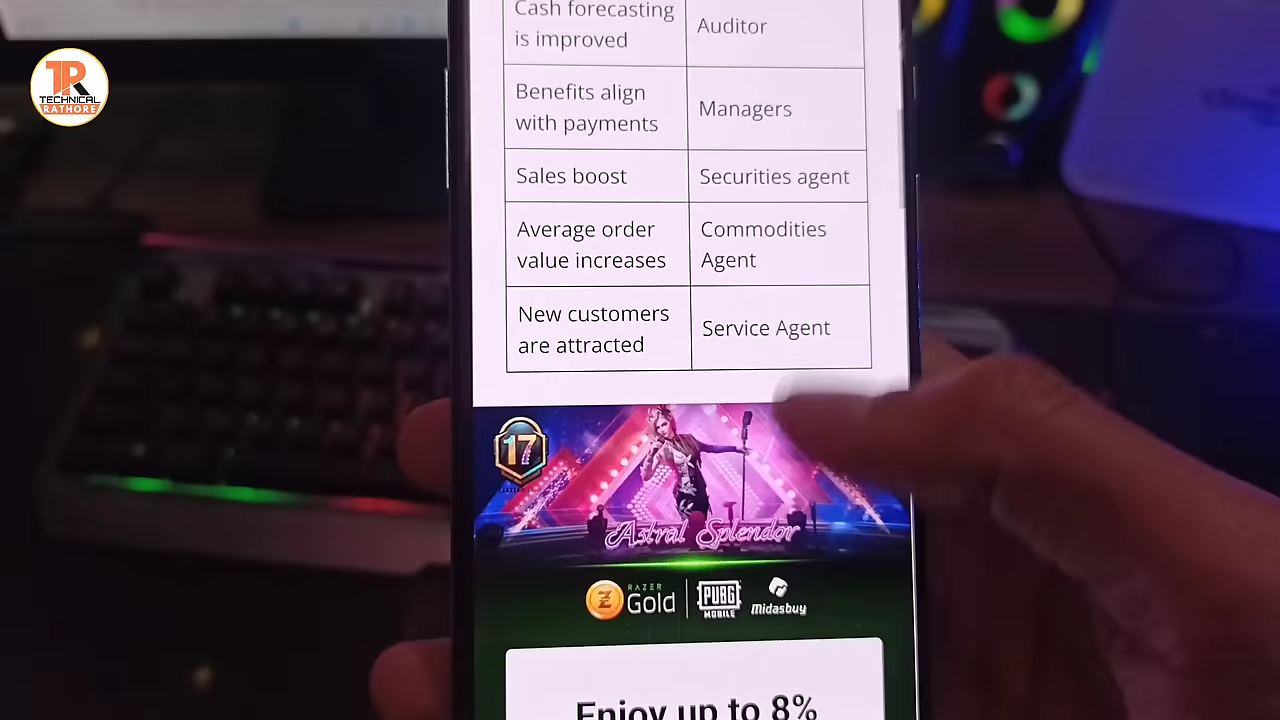 TR
TECHNICAL
RATHORE
Cash forecasting
is improved
Auditor
Benefits align
with payments
Managers
Sales boost
Securities agent
Average order
value increases
Commodities
Agent
New customers
are attracted
Service Agent
17
Astral Splendor
RAZER
Gold
PUBG
MOBILE
Midasbuy
Enjoy up to 8%